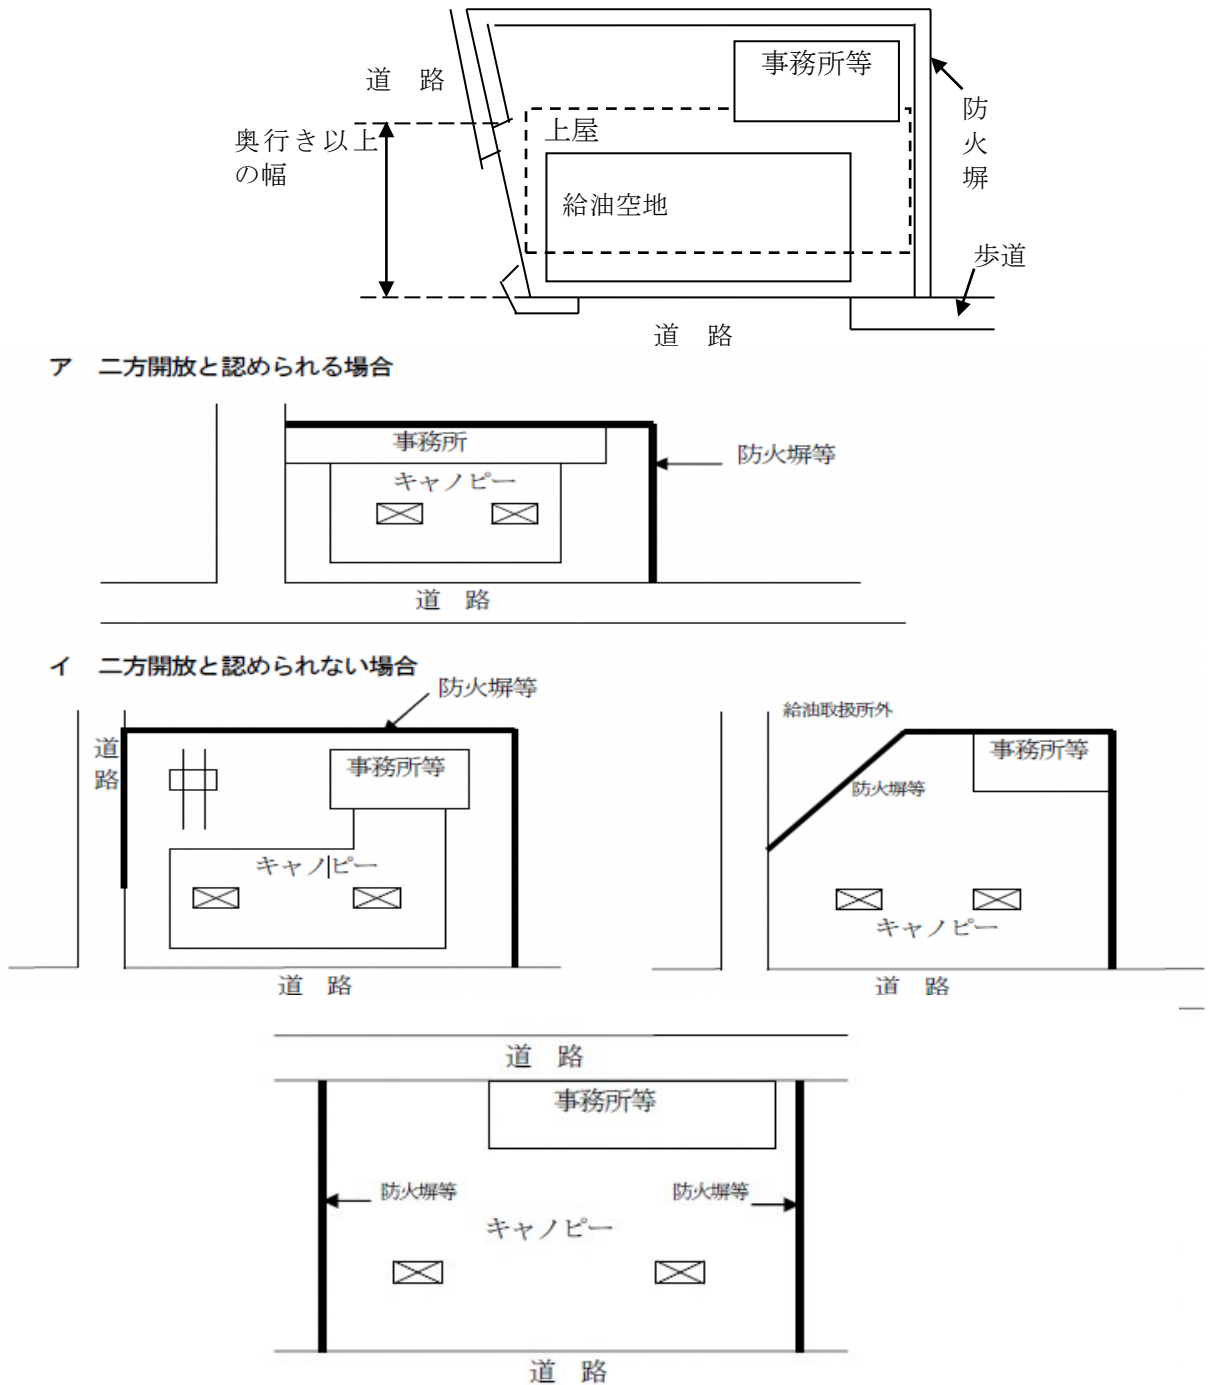 事務所等
道　路
防火塀
奥行き以上
の幅
上屋
給油空地
歩道
道　路
ア　二方開放と認められる場合
事務所
防火塀等
キャノピー
道　路
イ　二方開放と認められない場合
防火塀等
道路
事務所等
キャノピー
道　路
給油取扱所外
事務所等
防火塀等
キャノピー
道　路
道　路
事務所等
防火塀等
防火塀等
キャノピー
道　路